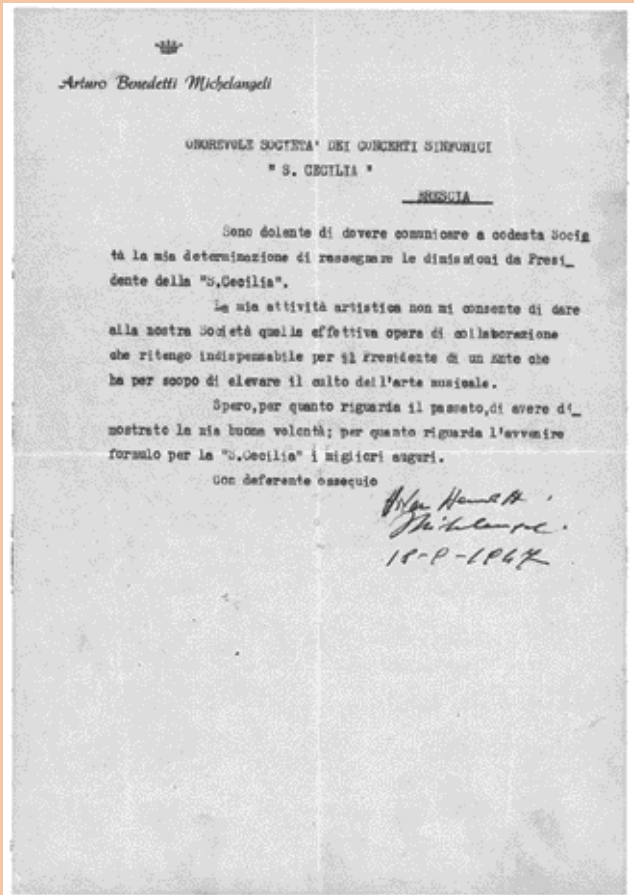 Arturo Benedetti Michelangeli
ONOREVOLE SOCIETA' DEI CONCERTI SINFONICI
" S. CECILIA "
BRESCIA
Sono dolente di dovere comunicare a codesta Socie
tà la mia determinazione di rassegnare le dimissioni da Presi_
dente della "S.Cecilia".
La mia attività artistica non mi consente di dare
alla nostra Società quella effettiva opera di collaborazione
che ritengo indispensabile per il Presidente di un Ente che
ha per scopo di elevare il culto dell'arte musicale.
Spero,per quanto riguarda il passato,di avere di_
mostrato la mia buona volontà; per quanto riguarda l'avvenire
formulo per la "S.Cecilia" i migliori auguri.
Con deferente ossequio
Michelangeli